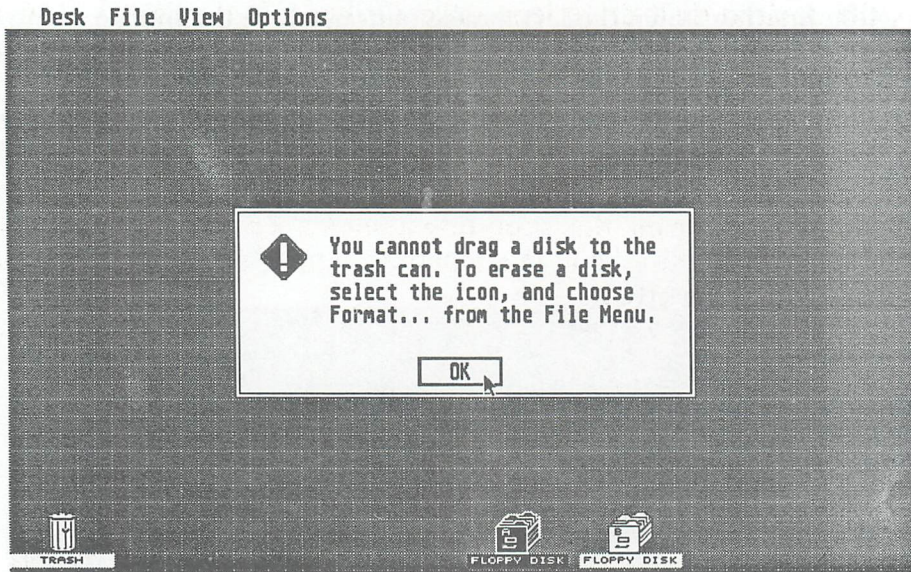 Desk File View Options
You cannot drag a disk to the
trash can. To erase a disk,
select the icon, and choose
Format... from the File Menu.
OK
A B
TRASH FLOPPY DISK FLOPPY DISK